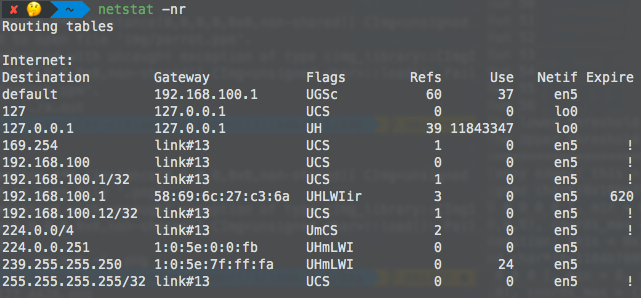 ✘ 🤔 ~ netstat -nr
Routing tables

Internet:
Destination Gateway Flags Refs Use Netif Expire
default 192.168.100.1 UGSc 60 37 en5
127 127.0.0.1 UCS 0 0 lo0
127.0.0.1 127.0.0.1 UH 39 11843347 lo0
169.254 link#13 UCS 1 0 en5 !
192.168.100 link#13 UCS 0 0 en5 !
192.168.100.1/32 link#13 UCS 1 0 en5 !
192.168.100.1 58:69:6c:27:c3:6a UHLWIir 3 0 en5 620
192.168.100.12/32 link#13 UCS 1 0 en5 !
224.0.0/4 link#13 UmCS 2 0 en5 !
224.0.0.251 1:0:5e:0:0:fb UHmLWI 0 0 en5
239.255.255.250 1:0:5e:7f:ff:fa UHmLWI 0 24 en5
255.255.255.255/32 link#13 UCS 0 0 en5 !